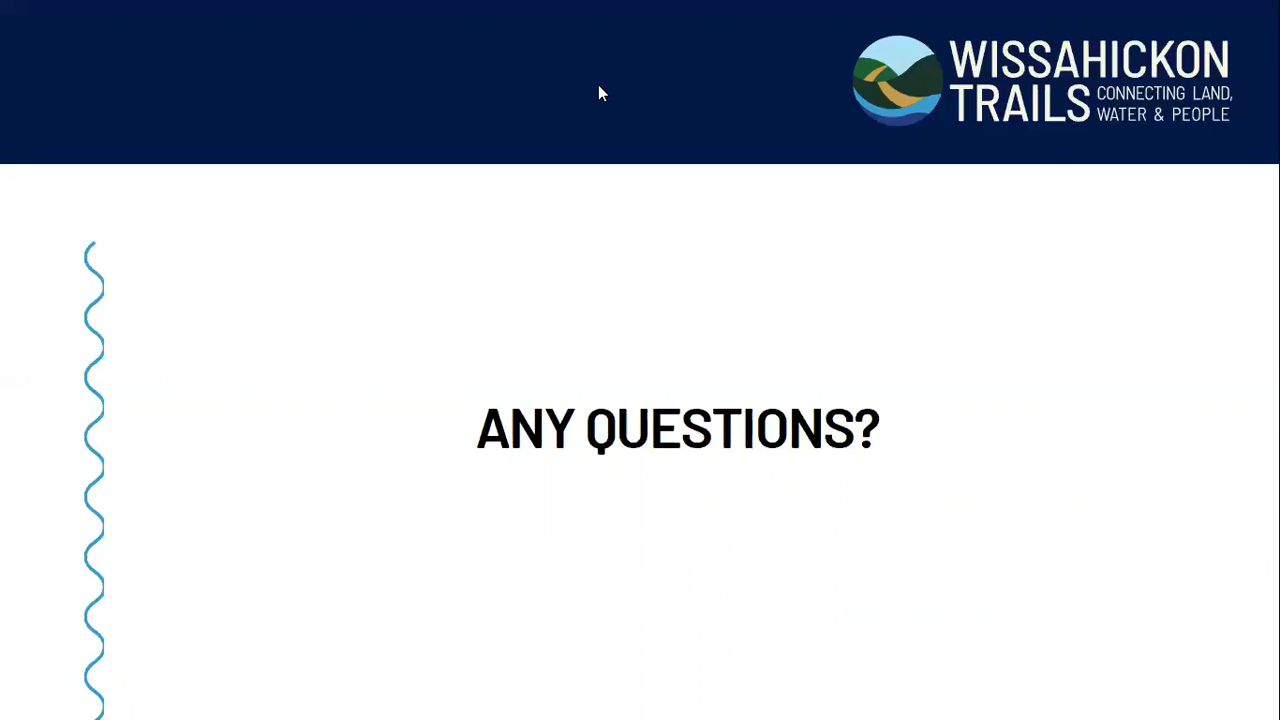 WISSAHICKON
TRAILS CONNECTING LAND,
WATER & PEOPLE
ANY QUESTIONS?